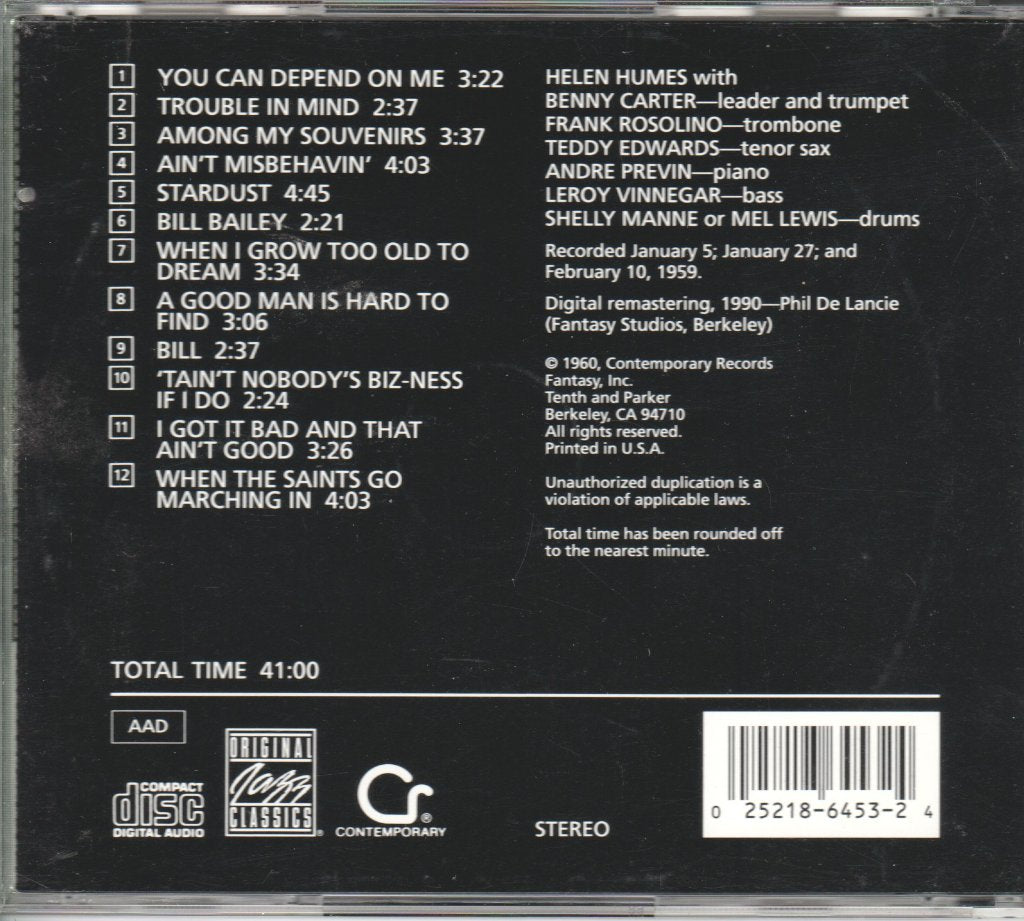 1 YOU CAN DEPEND ON ME 3:22
2 TROUBLE IN MIND 2:37
3 AMONG MY SOUVENIRS 3:37
4 AIN'T MISBEHAVIN' 4:03
5 STARDUST 4:45
6 BILL BAILEY 2:21
7 WHEN I GROW TOO OLD TO
DREAM 3:34
8 A GOOD MAN IS HARD TO
FIND 3:06
9 BILL 2:37
10 'TAIN'T NOBODY'S BIZ-NESS
IF I DO 2:24
11 I GOT IT BAD AND THAT
AIN'T GOOD 3:26
12 WHEN THE SAINTS GO
MARCHING IN 4:03
HELEN HUMES with
BENNY CARTER—leader and trumpet
FRANK ROSOLINO—trombone
TEDDY EDWARDS—tenor sax
ANDRE PREVIN—piano
LEROY VINNEGAR—bass
SHELLY MANNE or MEL LEWIS—drums
Recorded January 5; January 27; and
February 10, 1959.
Digital remastering, 1990—Phil De Lancie
(Fantasy Studios, Berkeley)
© 1960, Contemporary Records
Fantasy, Inc.
Tenth and Parker
Berkeley, CA 94710
All rights reserved.
Printed in U.S.A.
Unauthorized duplication is a
violation of applicable laws.
Total time has been rounded off
to the nearest minute.
TOTAL TIME 41:00
AAD
COMPACT
disc
DIGITAL AUDIO
ORIGINAL
Jazz
CLASSICS®
Cr®
CONTEMPORARY
STEREO
0 25218-6453-2 4